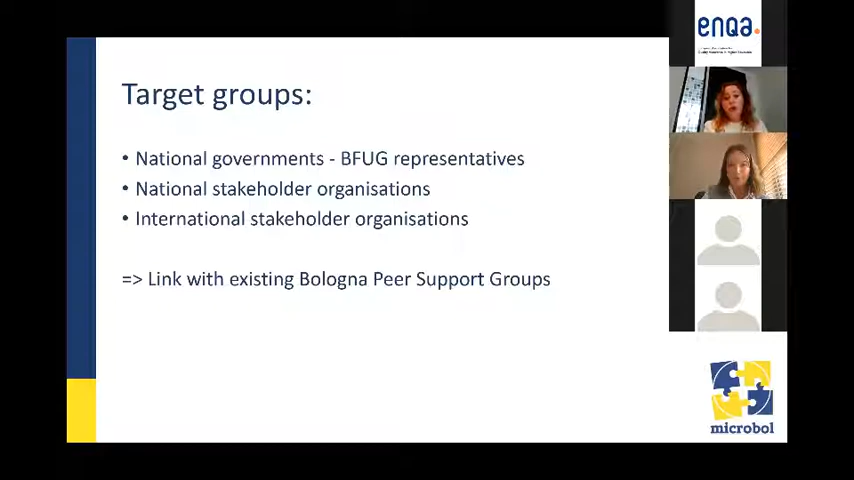 Target groups:
• National governments - BFUG representatives
• National stakeholder organisations
• International stakeholder organisations
=> Link with existing Bologna Peer Support Groups
enqa.
microbol